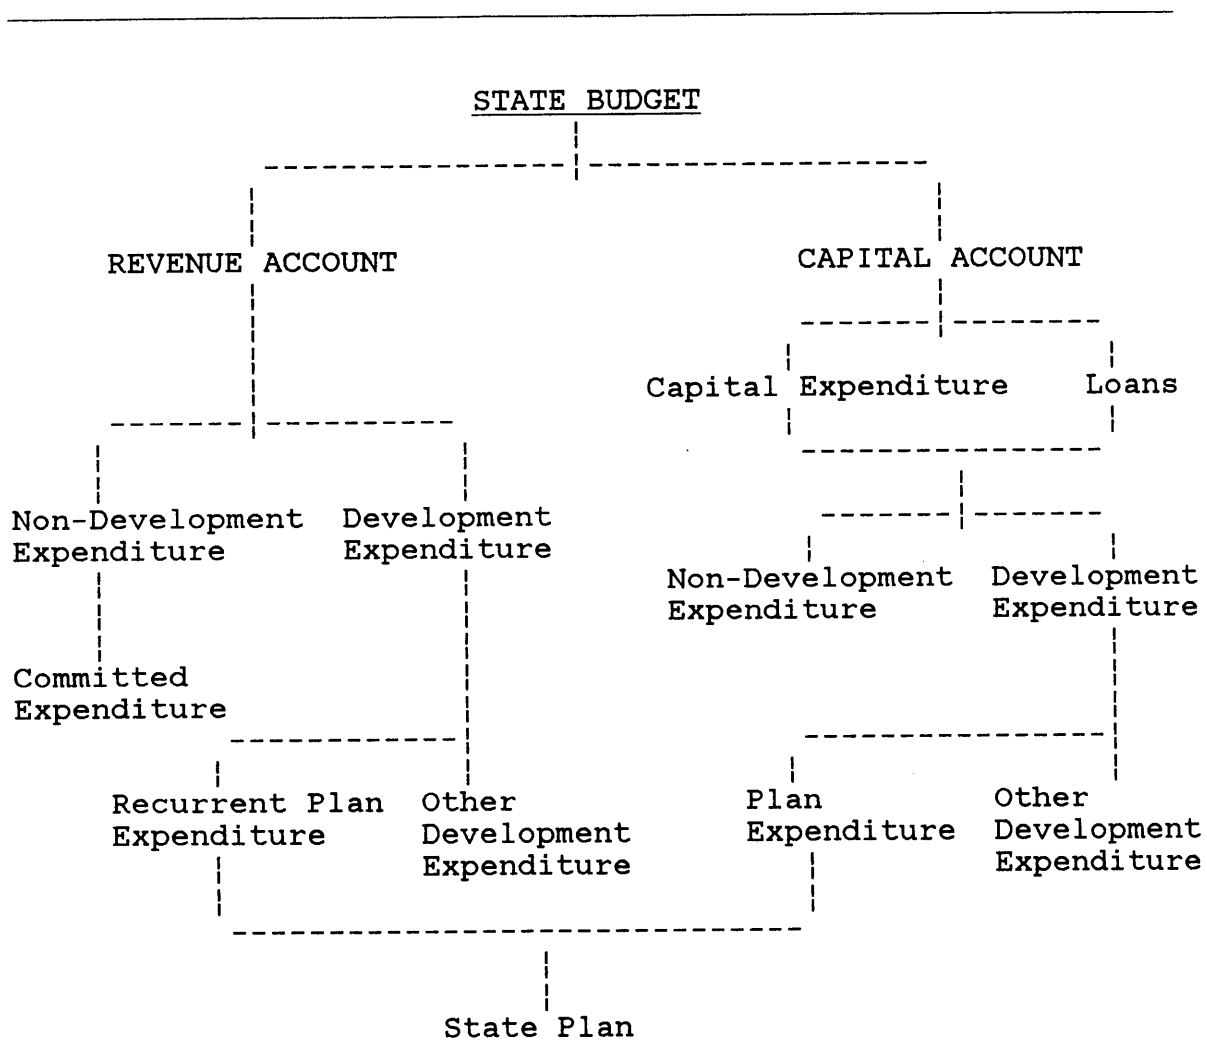 STATE BUDGET
REVENUE ACCOUNT
CAPITAL ACCOUNT
Capital Expenditure
Loans
Non-Development
Expenditure
Development
Expenditure
Non-Development
Expenditure
Development
Expenditure
Committed
Expenditure
Recurrent Plan
Expenditure
Other
Development
Expenditure
Plan
Expenditure
Other
Development
Expenditure
State Plan